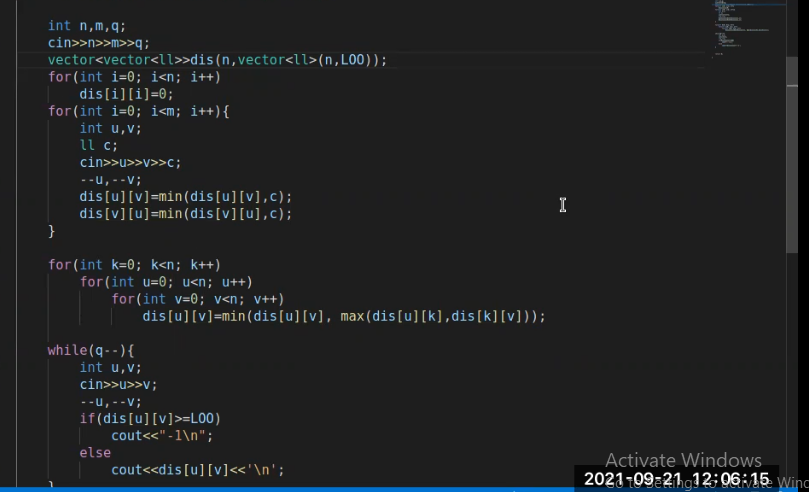 int n,m,q;
cin>>n>>m>>q;
vector<vector<ll>>dis(n,vector<ll>(n,LOO));
for(int i=0; i<n; i++)
dis[i][i]=0;
for(int i=0; i<m; i++){
int u,v;
ll c;
cin>>u>>v>>c;
--u,--v;
dis[u][v]=min(dis[u][v],c);
dis[v][u]=min(dis[v][u],c);
}
for(int k=0; k<n; k++)
for(int u=0; u<n; u++)
for(int v=0; v<n; v++)
dis[u][v]=min(dis[u][v], max(dis[u][k],dis[k][v]));
while(q--){
int u,v;
cin>>u>>v;
--u,--v;
if(dis[u][v]>=LOO)
cout<<"-1\n";
else
cout<<dis[u][v]<<'\n';
Activate Windows
2021-09-21 12:06:15
Go to Settings to activate